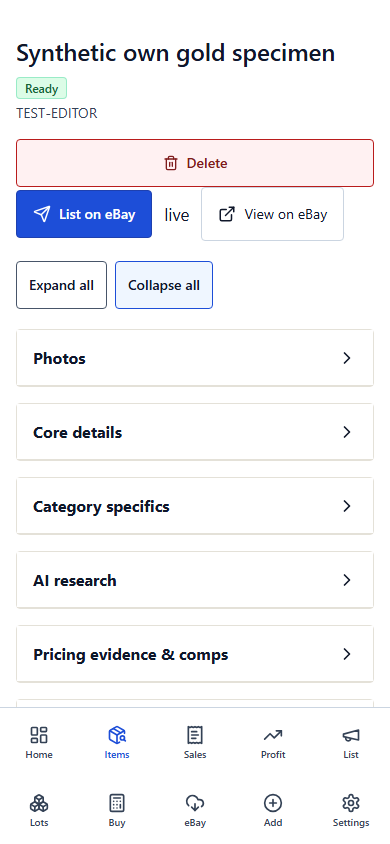 Synthetic own gold specimen
Ready
TEST-EDITOR
Delete
List on eBay live View on eBay
Expand all Collapse all
Photos
Core details
Category specifics
AI research
Pricing evidence & comps
Home Items Sales Profit List
Lots Buy eBay Add Settings